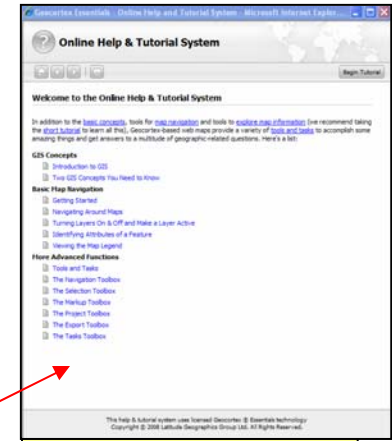 Geocortex Essentials - Online Help and Tutorial System - Microsoft Internet Explor...
Online Help & Tutorial System
Begin Tutorial
Welcome to the Online Help & Tutorial System
In addition to the basic concepts, tools for map navigation and tools to explore map information (we recommend taking
the short tutorial to learn all this), Geocortex-based web maps provide a variety of tools and tasks to accomplish some
amazing things and get answers to a multitude of geographic-related questions. Here's a list:
GIS Concepts
Introduction to GIS
Two GIS Concepts You Need to Know
Basic Map Navigation
Getting Started
Navigating Around Maps
Turning Layers On & Off and Make a Layer Active
Identifying Attributes of a Feature
Viewing the Map Legend
More Advanced Functions
Tools and Tasks
The Navigation Toolbox
The Selection Toolbox
The Markup Toolbox
The Project Toolbox
The Export Toolbox
The Tasks Toolbox
This help & tutorial system uses licensed Geocortex @ Essentials technology
Copyright @ 2008 Latitude Geographics Group Ltd. All Rights Reserved.